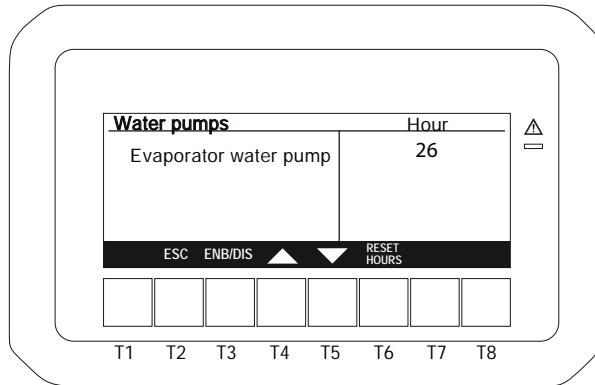 Water pumps Hour
Evaporator water pump 26
ESC ENB/DIS RESET HOURS
T1 T2 T3 T4 T5 T6 T7 T8